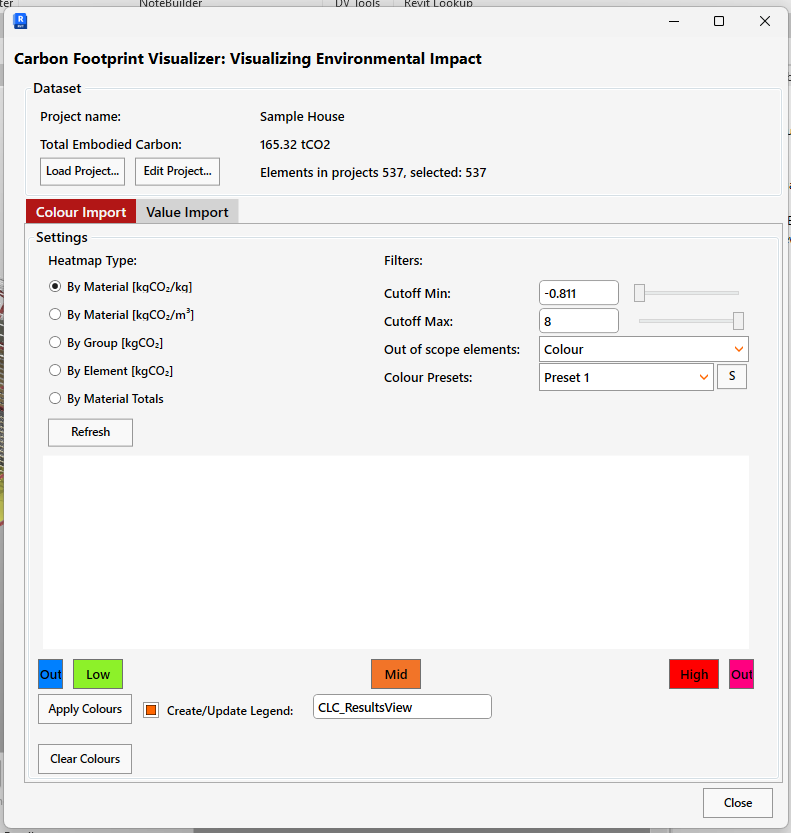 NoteBuilder
DV Tools
Revit Lookup
Carbon Footprint Visualizer: Visualizing Environmental Impact
Dataset
Project name: Sample House
Total Embodied Carbon: 165.32 tCO2
Load Project... Edit Project... Elements in projects 537, selected: 537
Colour Import Value Import
Settings
Heatmap Type: Filters:
By Material [kgCO₂/kg] Cutoff Min: -0.811
By Material [kgCO₂/m³] Cutoff Max: 8
By Group [kgCO₂] Out of scope elements: Colour
By Element [kgCO₂] Colour Presets: Preset 1 S
By Material Totals
Refresh
Out Low Mid High Out
Apply Colours Create/Update Legend: CLC_ResultsView
Clear Colours
Close